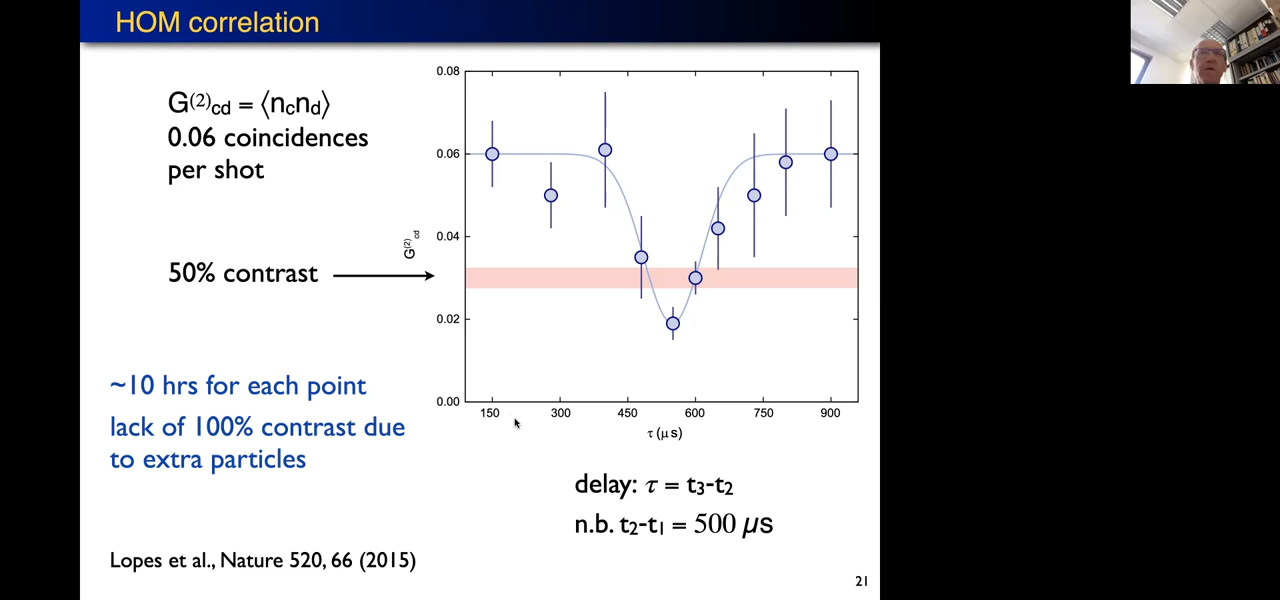 HOM correlation
G(2)cd = ⟨ncnd⟩
0.06 coincidences
per shot
50% contrast
~10 hrs for each point
lack of 100% contrast due
to extra particles
G(2)cd
0.08
0.06
0.04
0.02
0.00
150 300 450 600 750 900
τ (μs)
delay: τ = t3-t2
n.b. t2-t1 = 500 μs
Lopes et al., Nature 520, 66 (2015)
21